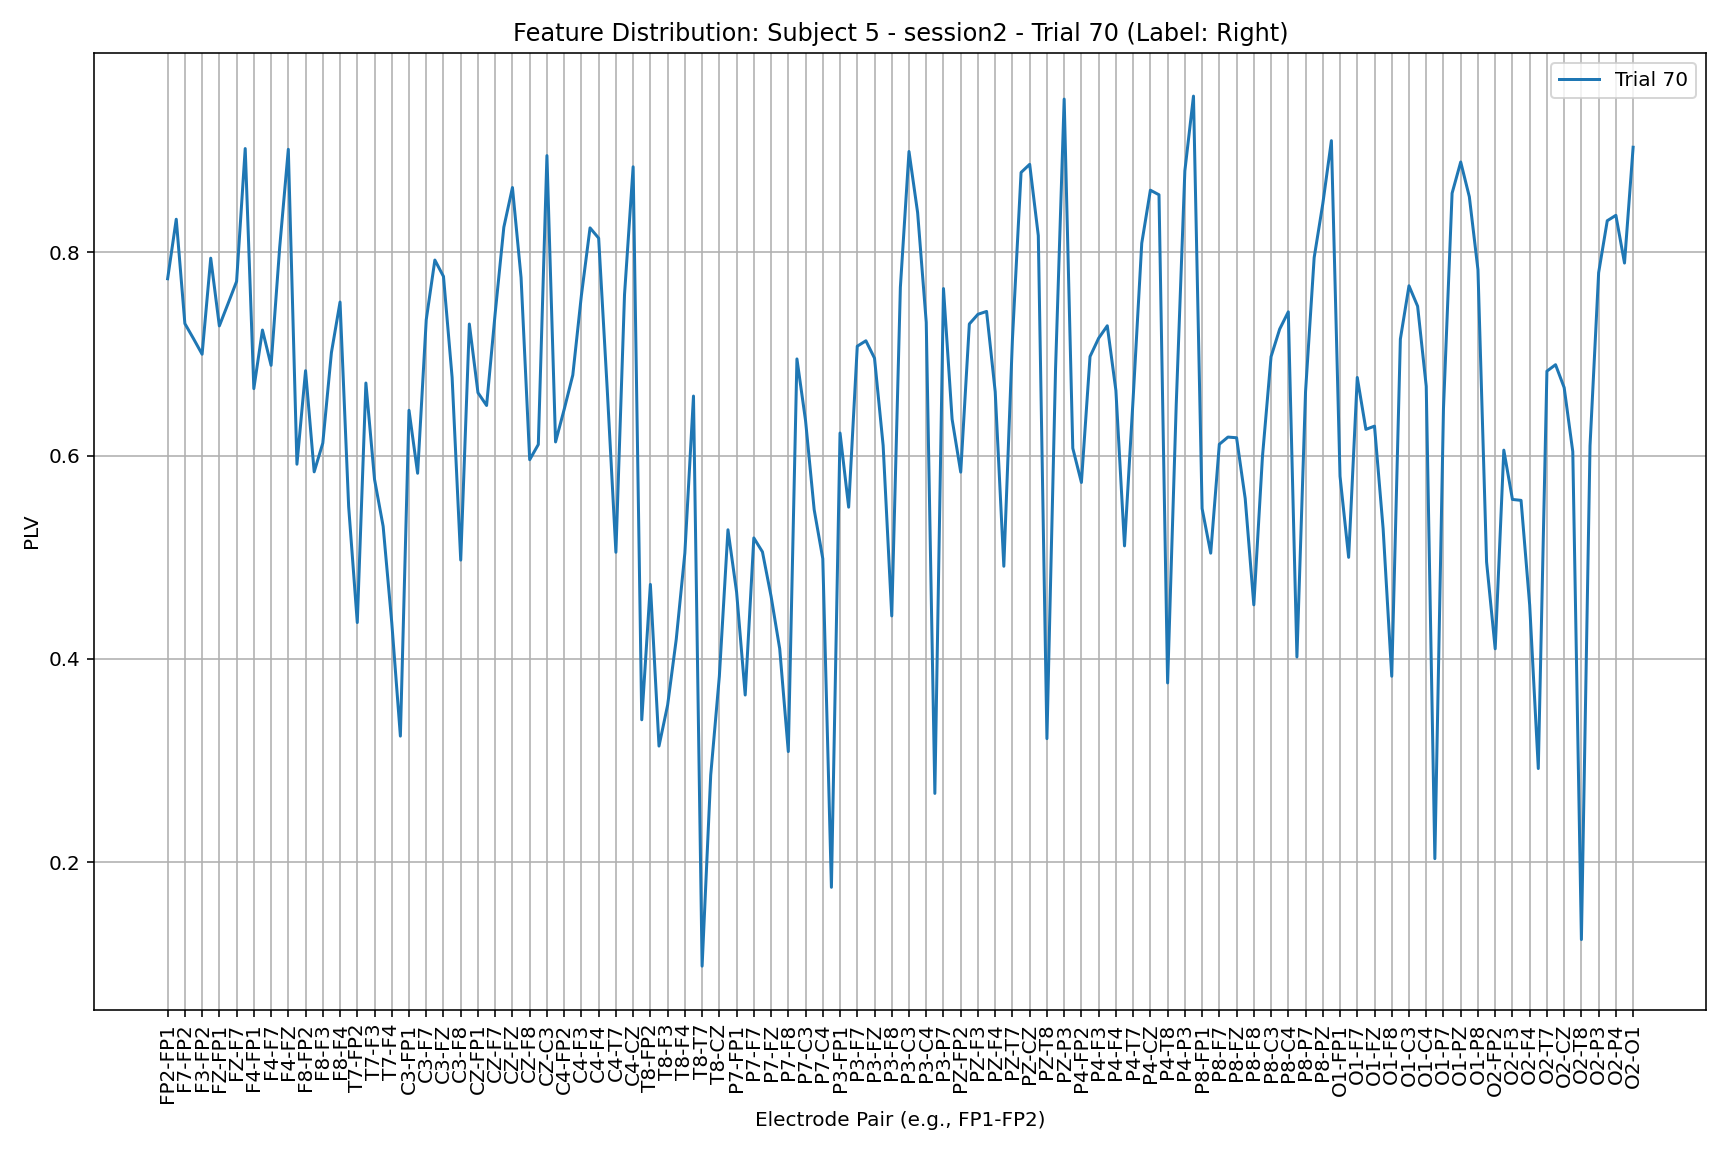 Feature Distribution: Subject 5 - session2 - Trial 70 (Label: Right)
Trial 70
PLV
0.8
0.6
0.4
0.2
FP2-FP1
F7-FP2
F3-FP2
FZ-FP1
FZ-F7
F4-FP1
F4-F7
F4-FZ
F8-FP2
F8-F3
F8-F4
T7-FP2
T7-F3
T7-F4
C3-FP1
C3-F7
C3-FZ
C3-F8
CZ-FP1
CZ-F7
CZ-FZ
CZ-F8
CZ-C3
C4-FP2
C4-F3
C4-F4
C4-T7
C4-CZ
T8-FP2
T8-F3
T8-F4
T8-T7
T8-CZ
P7-FP1
P7-F7
P7-FZ
P7-F8
P7-C3
P7-C4
P3-FP1
P3-F7
P3-FZ
P3-F8
P3-C3
P3-C4
P3-P7
PZ-FP2
PZ-F3
PZ-F4
PZ-T7
PZ-CZ
PZ-T8
PZ-P3
P4-FP2
P4-F3
P4-F4
P4-T7
P4-CZ
P4-T8
P4-P3
P8-FP1
P8-F7
P8-FZ
P8-F8
P8-C3
P8-C4
P8-P7
P8-PZ
O1-FP1
O1-F7
O1-FZ
O1-F8
O1-C3
O1-C4
O1-P7
O1-PZ
O1-P8
O2-FP2
O2-F3
O2-F4
O2-T7
O2-CZ
O2-T8
O2-P3
O2-P4
O2-O1
Electrode Pair (e.g., FP1-FP2)